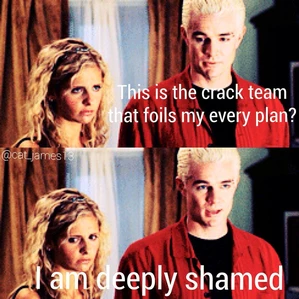 This is the crack team
that foils my every plan?
@cat_james13
I am deeply shamed